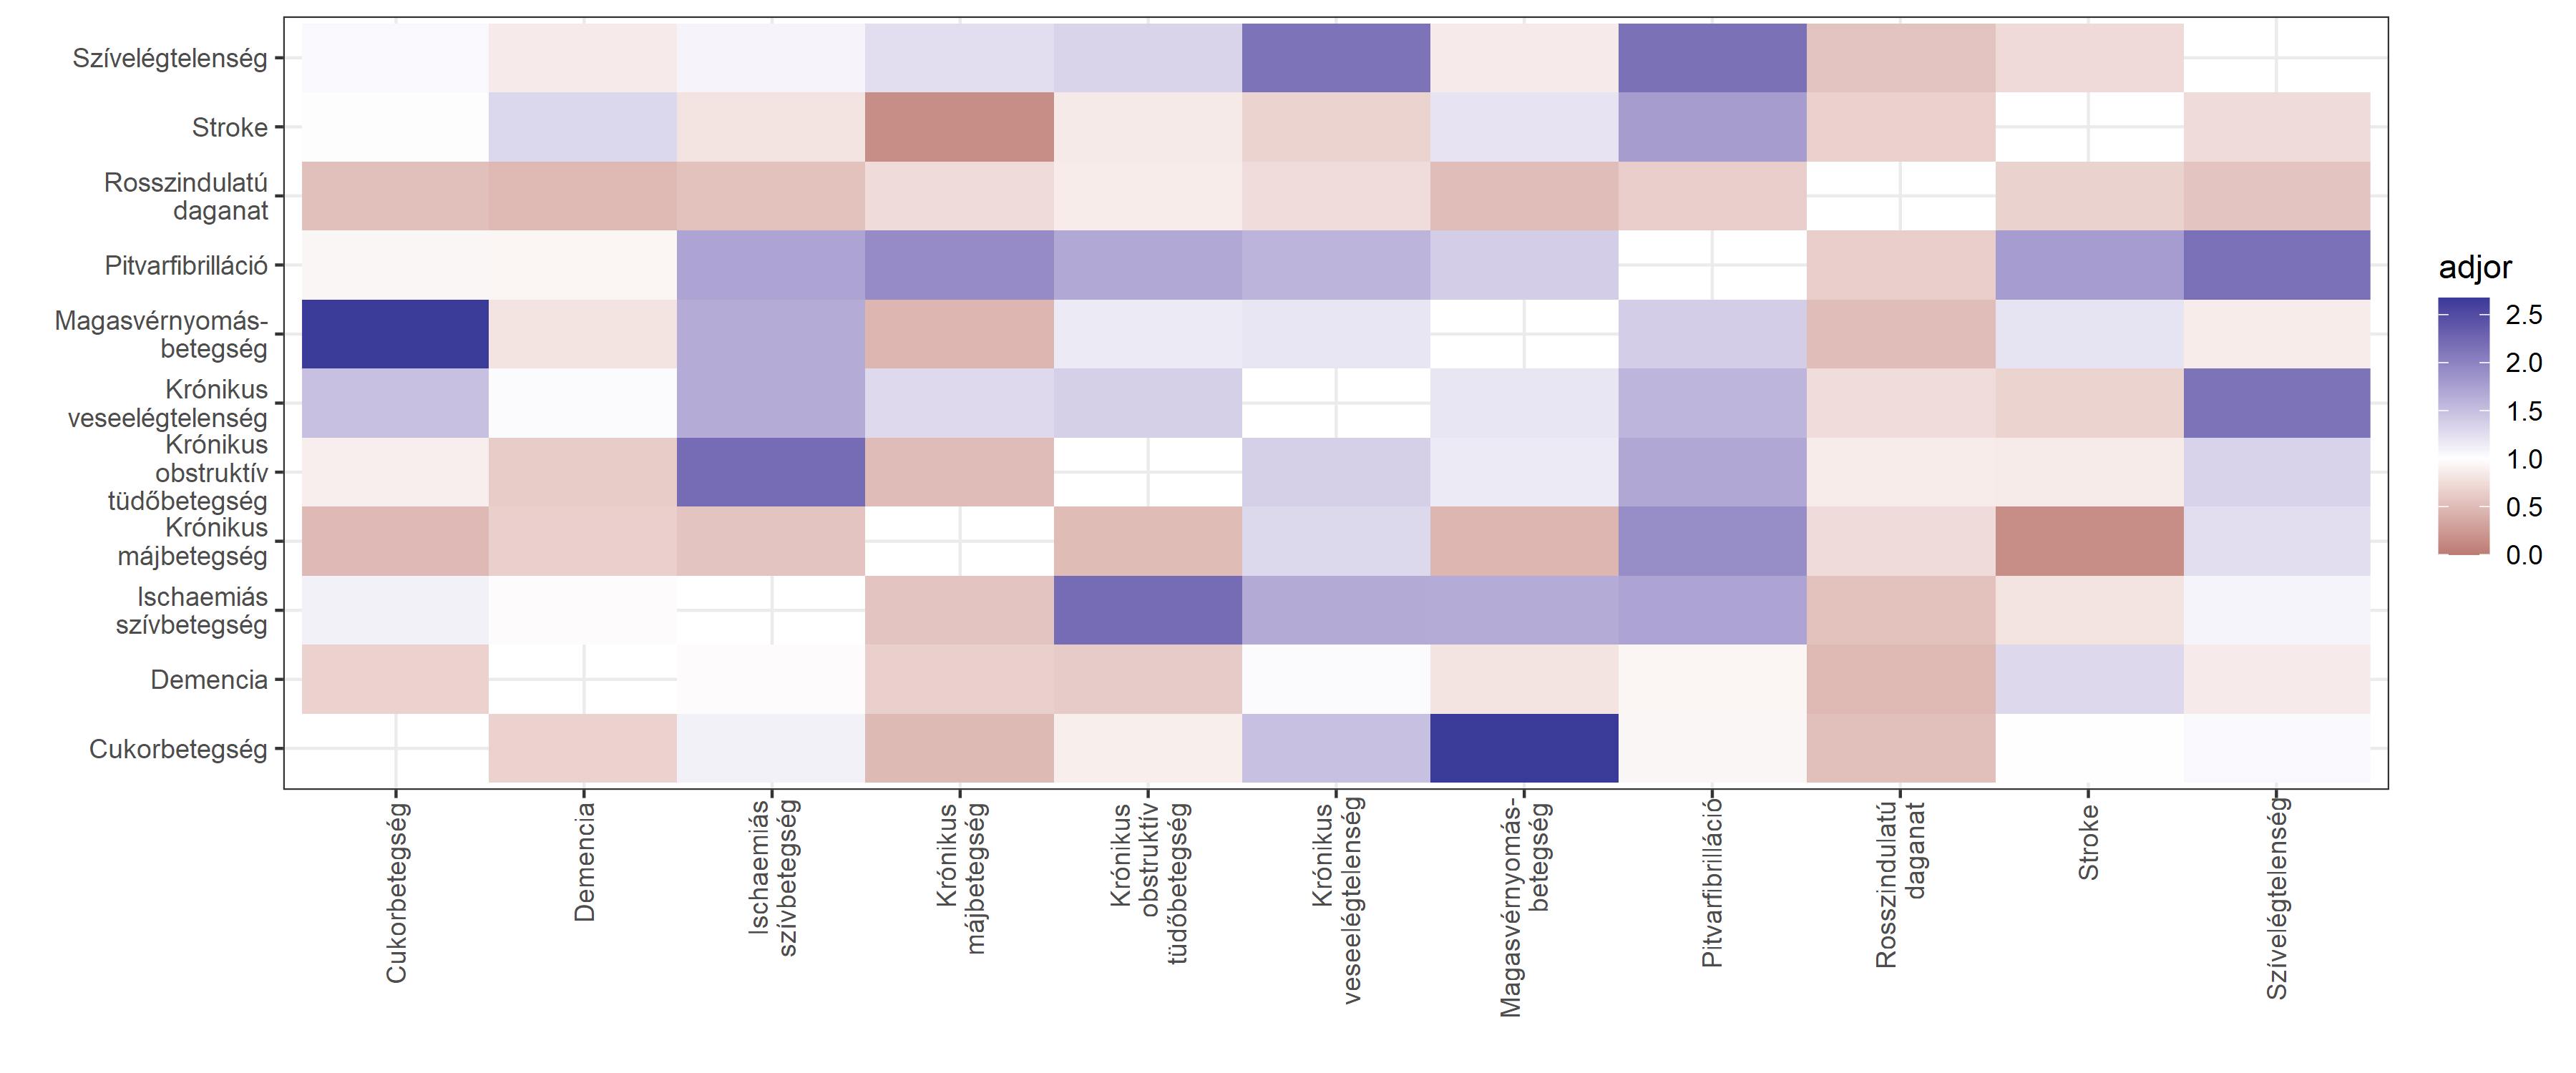 Szívelégtelenség
Stroke
Rosszindulatú
daganat
Pitvarfibrilláció
Magasvérnyomás-
betegség
Krónikus
veseelégtelenség
Krónikus
obstruktív
tüdőbetegség
Krónikus
májbetegség
Ischaemiás
szívbetegség
Demencia
Cukorbetegség
Cukorbetegség
Demencia
Ischaemiás
szívbetegség
Krónikus
májbetegség
Krónikus
obstruktív
tüdőbetegség
Krónikus
veseelégtelenség
Magasvérnyomás-
betegség
Pitvarfibrilláció
Rosszindulatú
daganat
Stroke
Szívelégtelenség
adjor
2.5
2.0
1.5
1.0
0.5
0.0